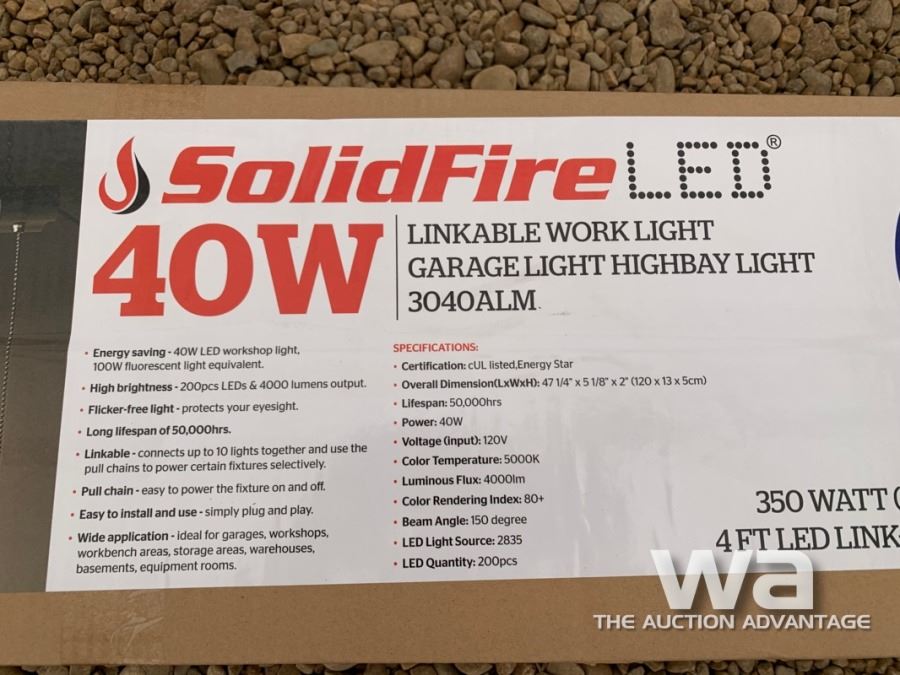 SolidFire LED®
40W
LINKABLE WORK LIGHT
GARAGE LIGHT HIGHBAY LIGHT
3040ALM
• Energy saving - 40W LED workshop light,
100W fluorescent light equivalent.
• High brightness - 200pcs LEDs & 4000 lumens output.
• Flicker-free light - protects your eyesight.
• Long lifespan of 50,000hrs.
• Linkable - connects up to 10 lights together and use the
pull chains to power certain fixtures selectively.
• Pull chain - easy to power the fixture on and off.
• Easy to install and use - simply plug and play.
• Wide application - ideal for garages, workshops,
workbench areas, storage areas, warehouses,
basements, equipment rooms.
SPECIFICATIONS:
• Certification: cUL listed,Energy Star
• Overall Dimension(LxWxH): 47 1/4" x 5 1/8" x 2" (120 x 13 x 5cm)
• Lifespan: 50,000hrs
• Power: 40W
• Voltage (input): 120V
• Color Temperature: 5000K
• Luminous Flux: 4000lm
• Color Rendering Index: 80+
• Beam Angle: 150 degree
• LED Light Source: 2835
• LED Quantity: 200pcs
350 WATT
4 FT LED LINK
wa
THE AUCTION ADVANTAGE